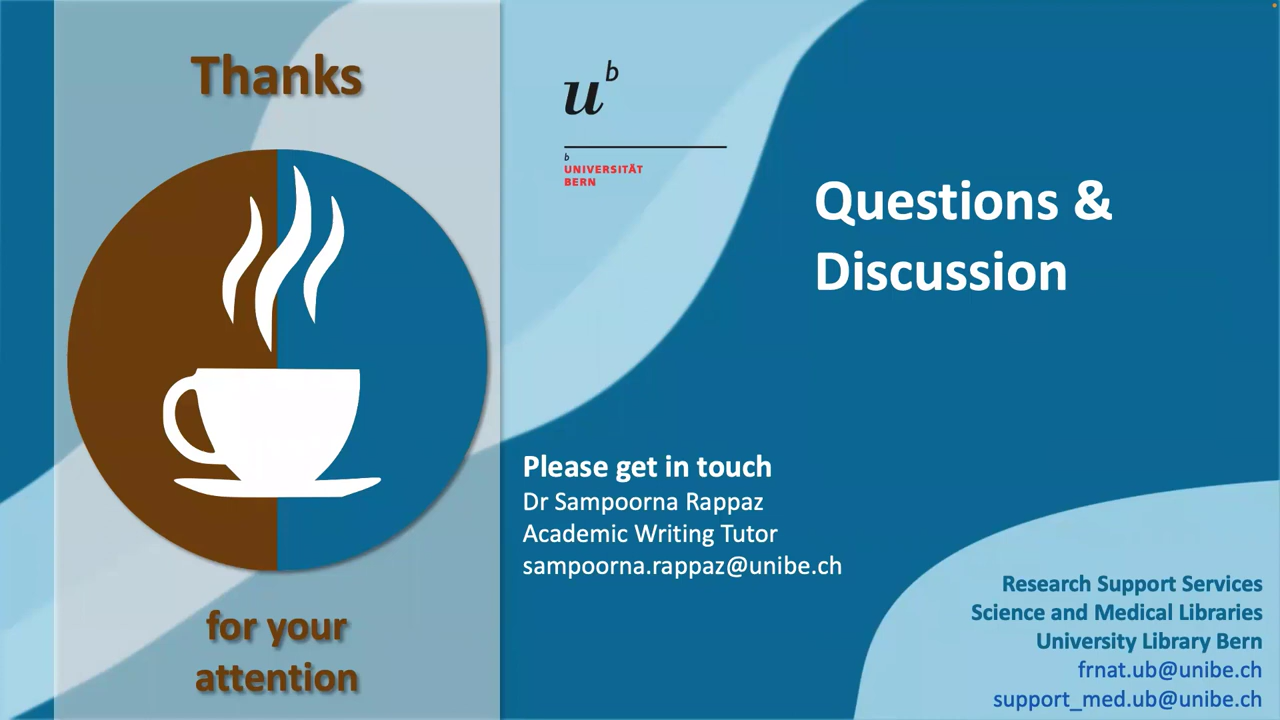 Thanks
for your
attention
u b
b
UNIVERSITÄT
BERN
Questions &
Discussion
Please get in touch
Dr Sampoorna Rappaz
Academic Writing Tutor
sampoorna.rappaz@unibe.ch
Research Support Services
Science and Medical Libraries
University Library Bern
frnat.ub@unibe.ch
support_med.ub@unibe.ch